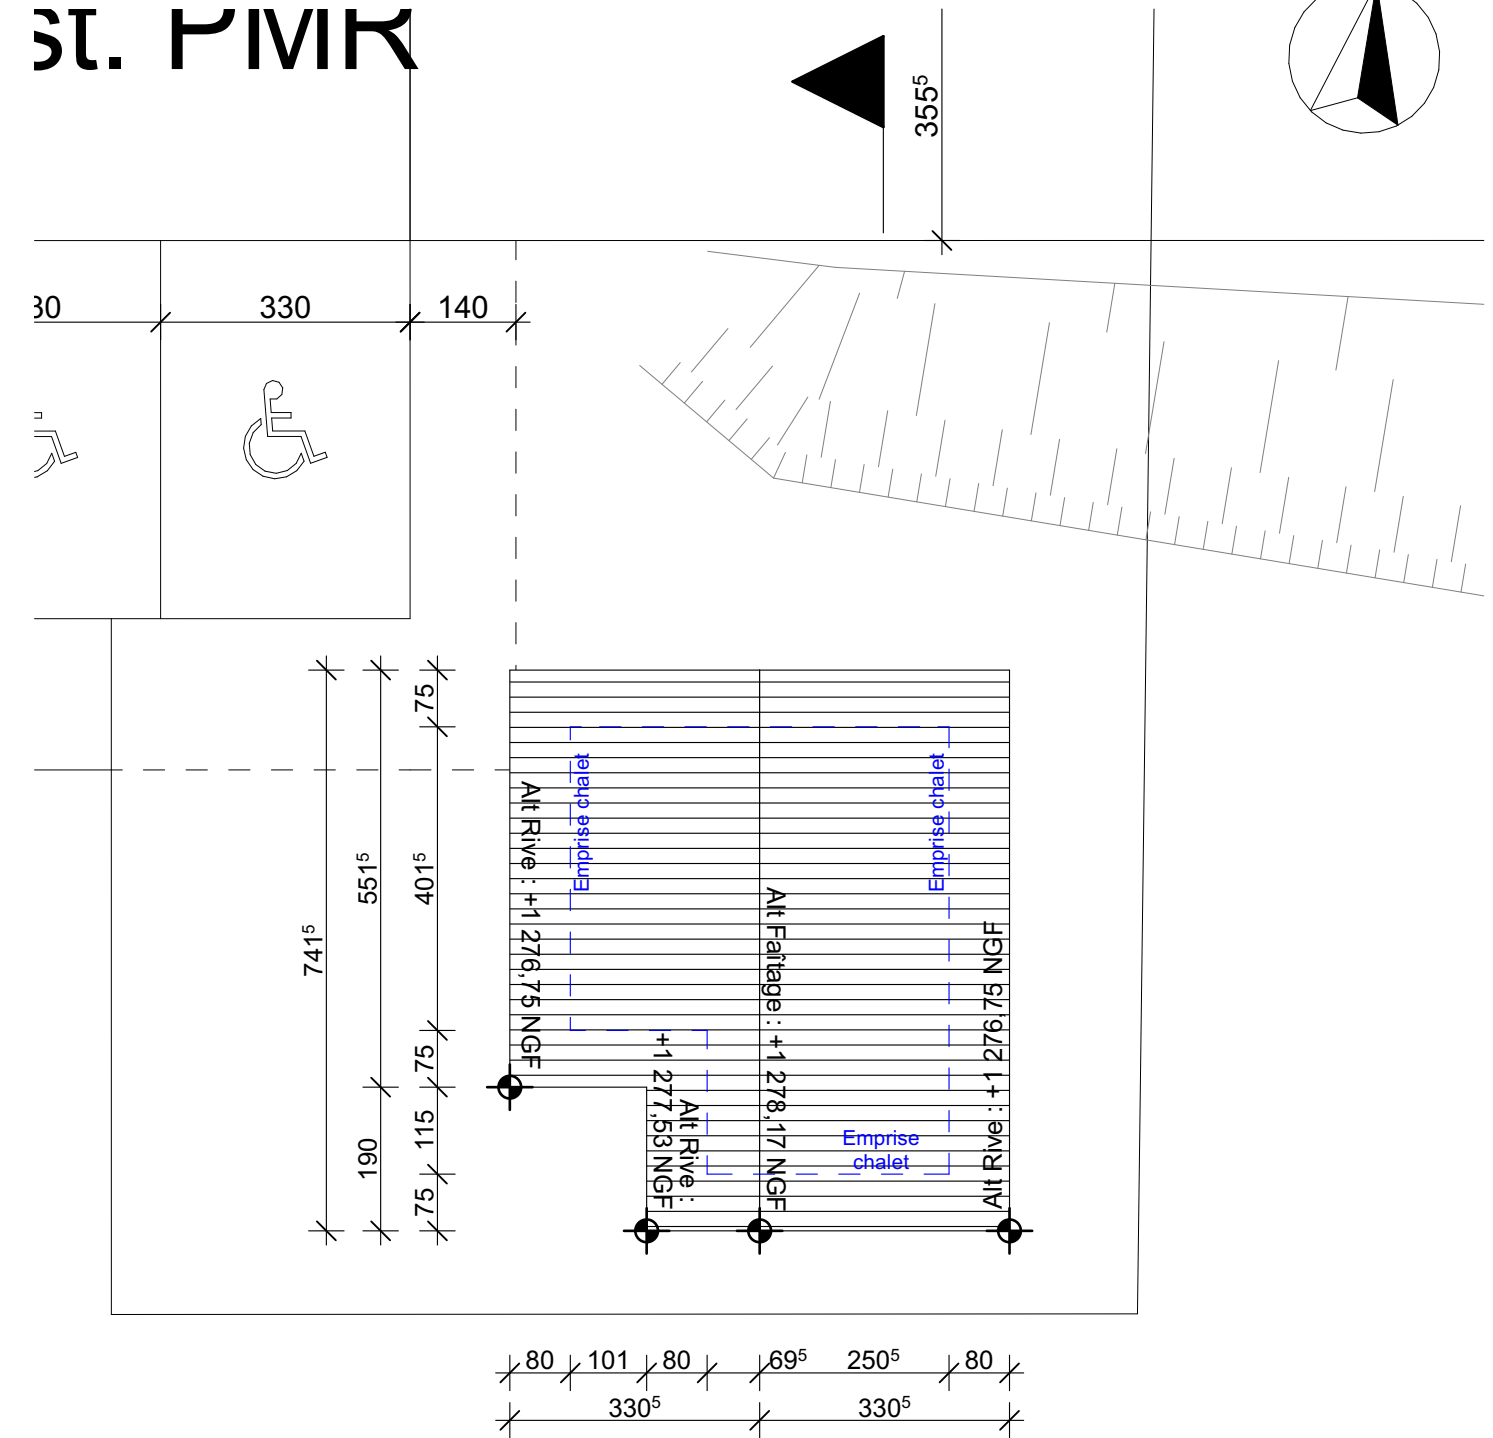 st. PMR
355⁵
30
330
140
75
551⁵
401⁵
741⁵
75
115
190
75
Emprise chalet
Emprise chalet
Alt Rive : +1 276,75 NGF
Alt Faîtage : +1 278,17 NGF
Alt Rive : +1 276,75 NGF
Alt Rive :
+1 277,53 NGF
Emprise
chalet
80
101
80
69⁵
250⁵
80
330⁵
330⁵